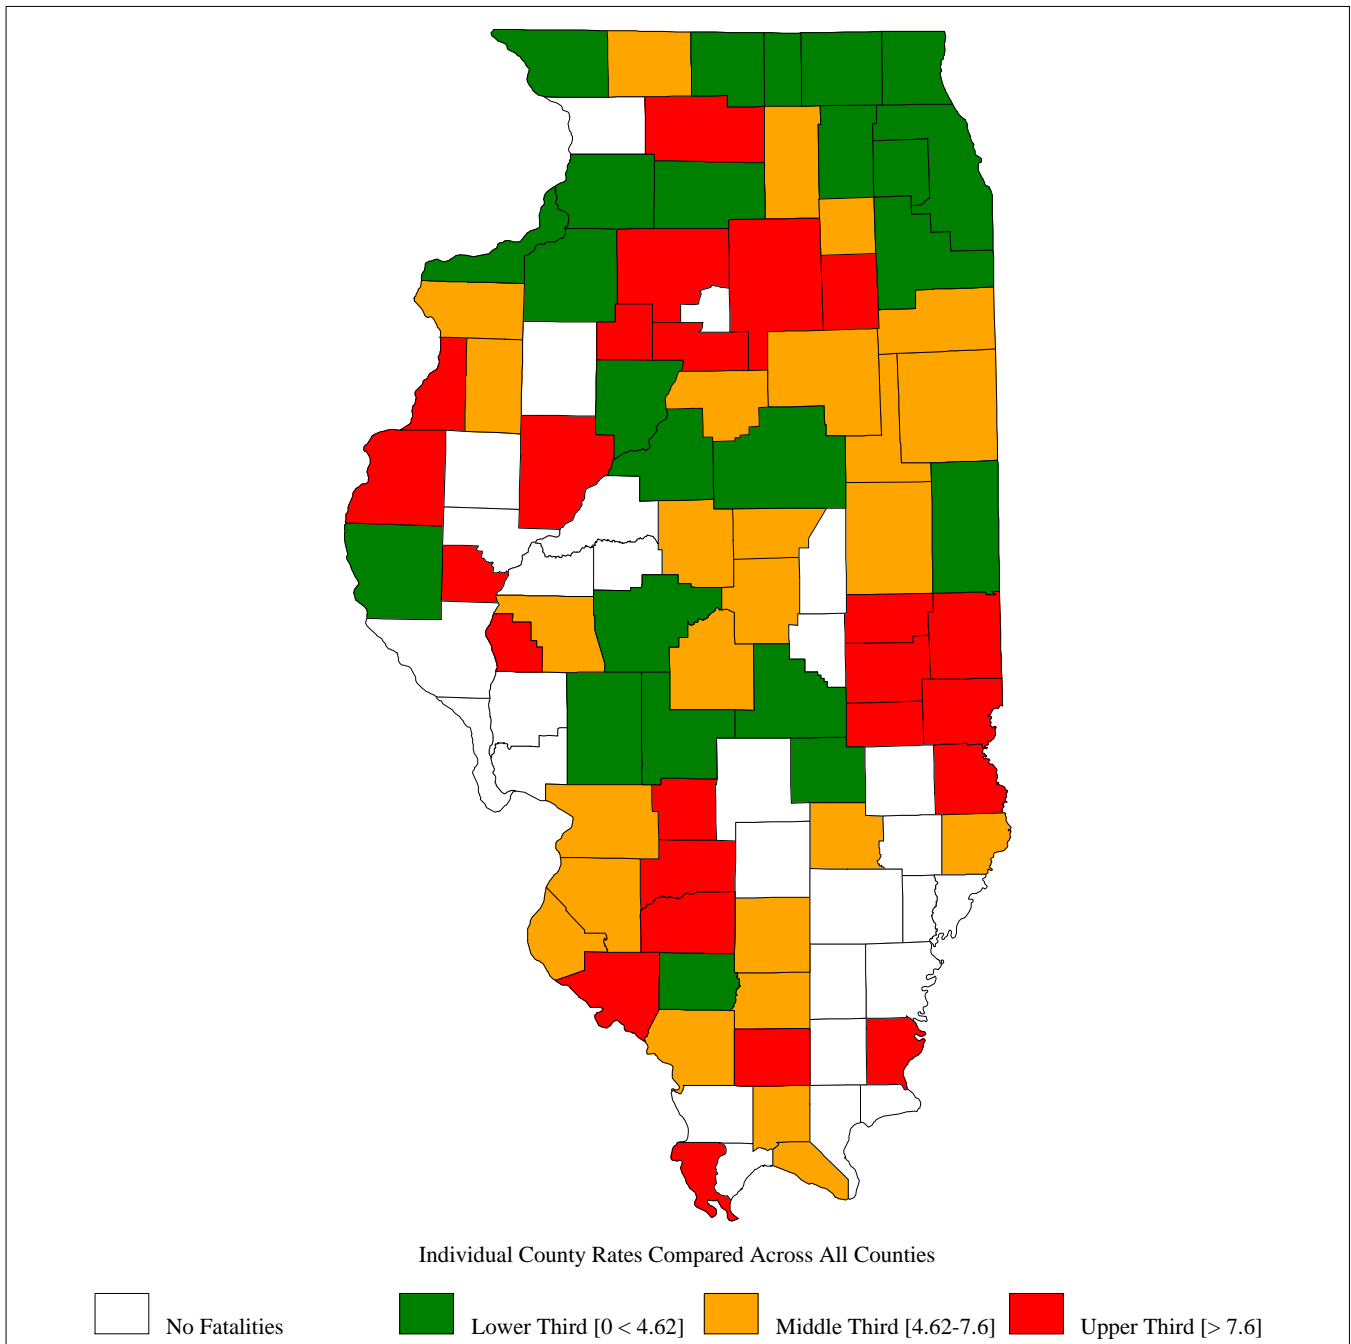 Individual County Rates Compared Across All Counties
No Fatalities
Lower Third [0 < 4.62]
Middle Third [4.62-7.6]
Upper Third [> 7.6]